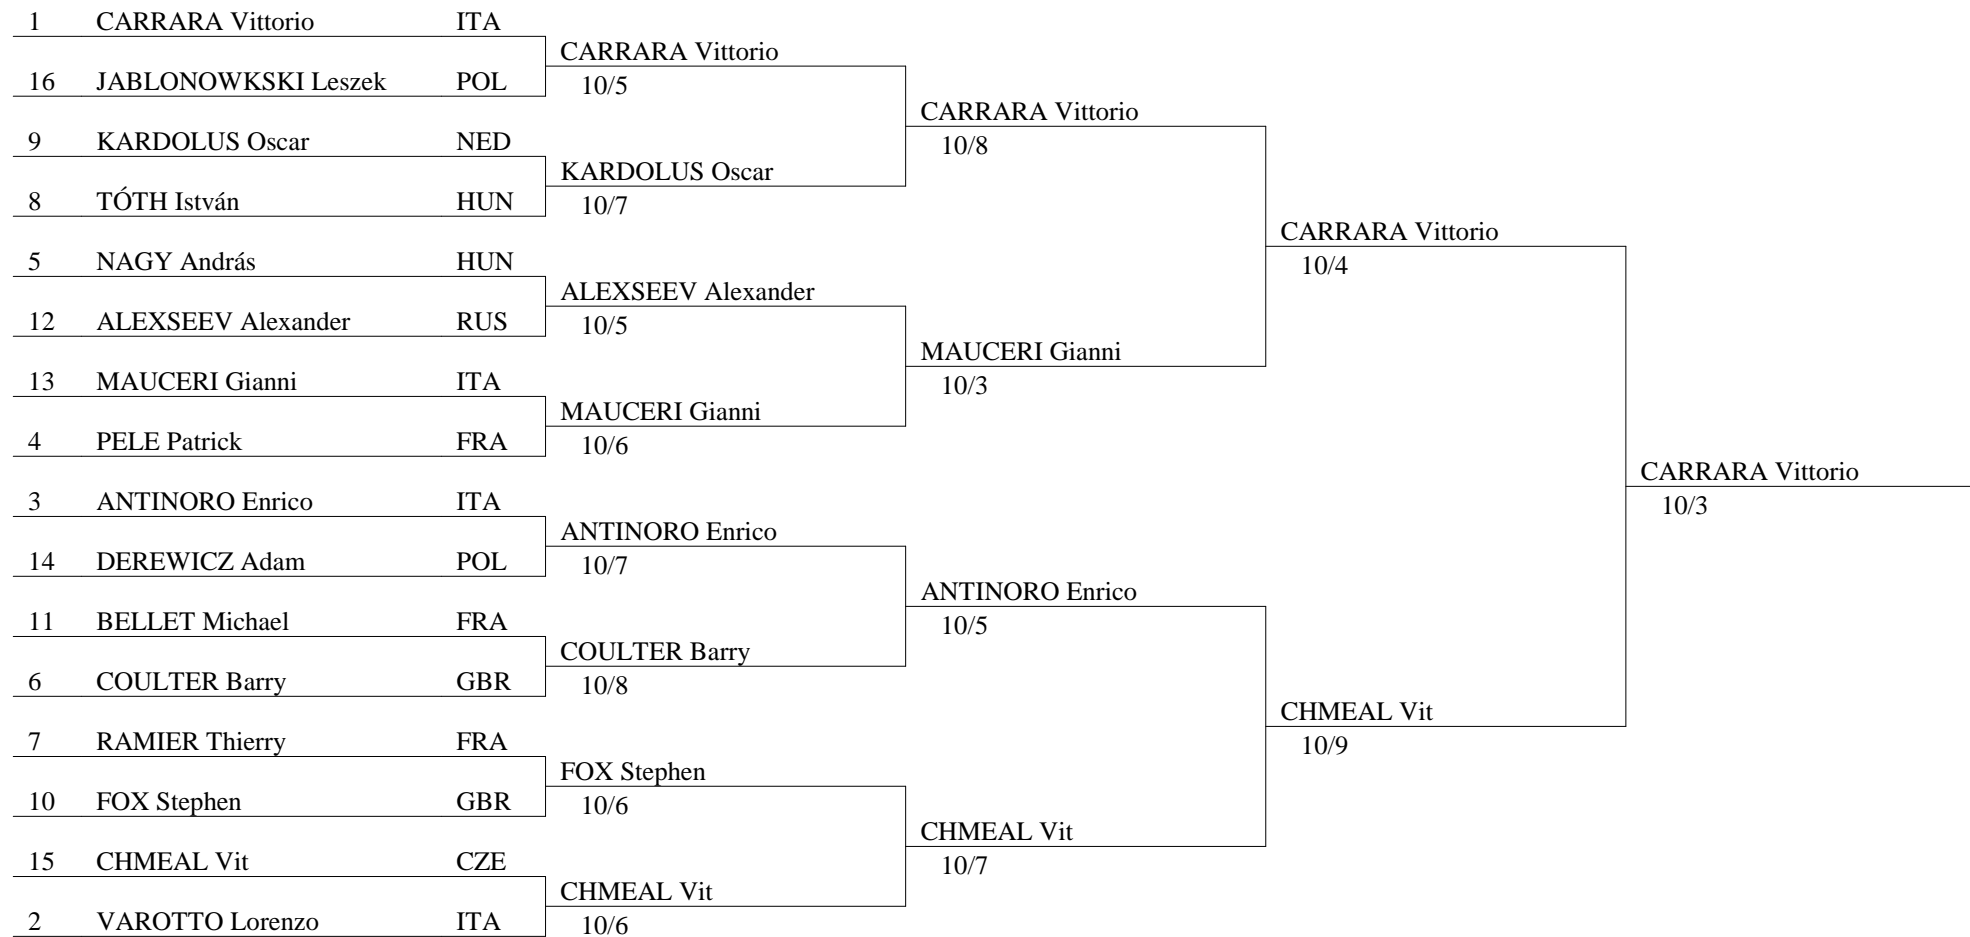 1 CARRARA Vittorio ITA
CARRARA Vittorio
16 JABLONOWKSKI Leszek POL
10/5
CARRARA Vittorio
9 KARDOLUS Oscar NED
10/8
KARDOLUS Oscar
8 TÓTH István HUN
10/7
CARRARA Vittorio
5 NAGY András HUN
10/4
ALEXSEEV Alexander
12 ALEXSEEV Alexander RUS
10/5
MAUCERI Gianni
13 MAUCERI Gianni ITA
10/3
MAUCERI Gianni
4 PELE Patrick FRA
10/6
CARRARA Vittorio
3 ANTINORO Enrico ITA
10/3
ANTINORO Enrico
14 DEREWICZ Adam POL
10/7
ANTINORO Enrico
11 BELLET Michael FRA
10/5
COULTER Barry
6 COULTER Barry GBR
10/8
CHMEAL Vit
7 RAMIER Thierry FRA
10/9
FOX Stephen
10 FOX Stephen GBR
10/6
CHMEAL Vit
15 CHMEAL Vit CZE
10/7
CHMEAL Vit
2 VAROTTO Lorenzo ITA
10/6